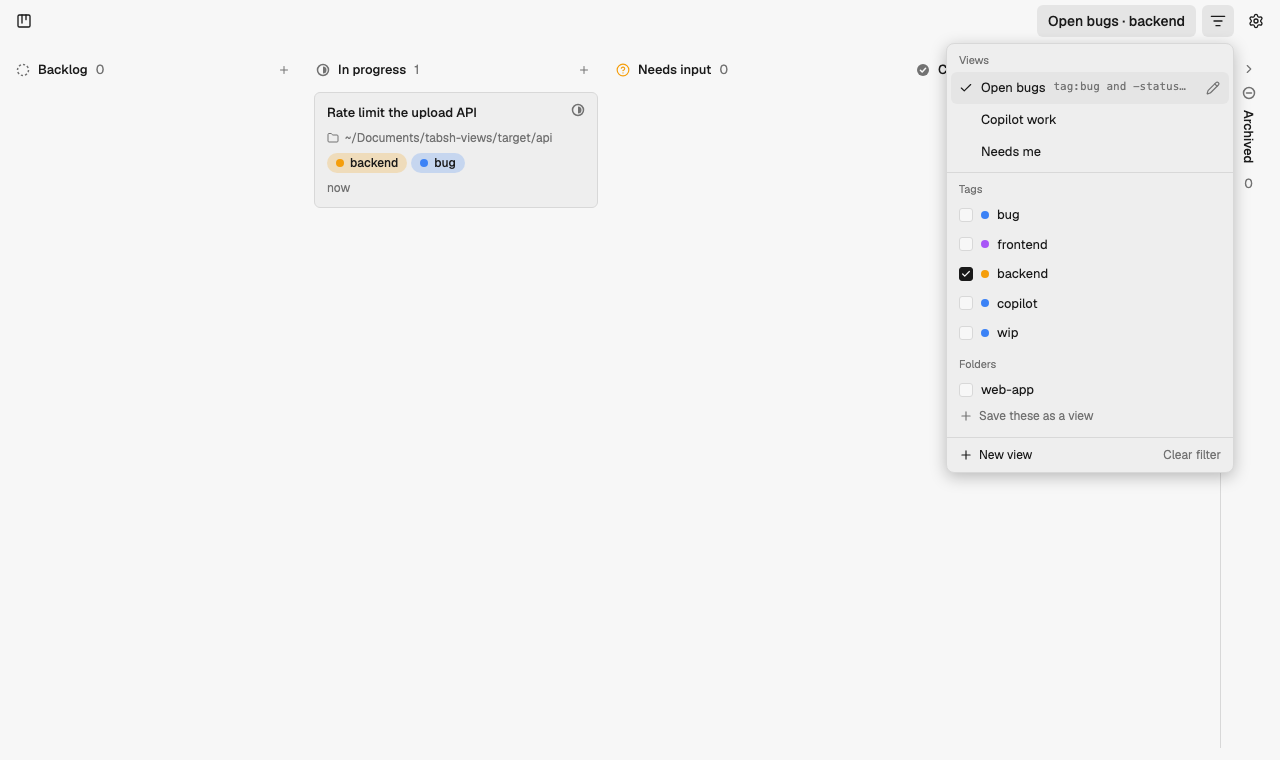 Open bugs · backend
Backlog 0
In progress 1
Needs input 0
Rate limit the upload API
~/Documents/tabsh-views/target/api
backend bug
now
Views
Open bugs tag:bug and -status…
Copilot work
Needs me
Tags
bug
frontend
backend
copilot
wip
Folders
web-app
Save these as a view
New view Clear filter
Archived
0